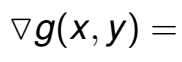 ∇g(x, y) =